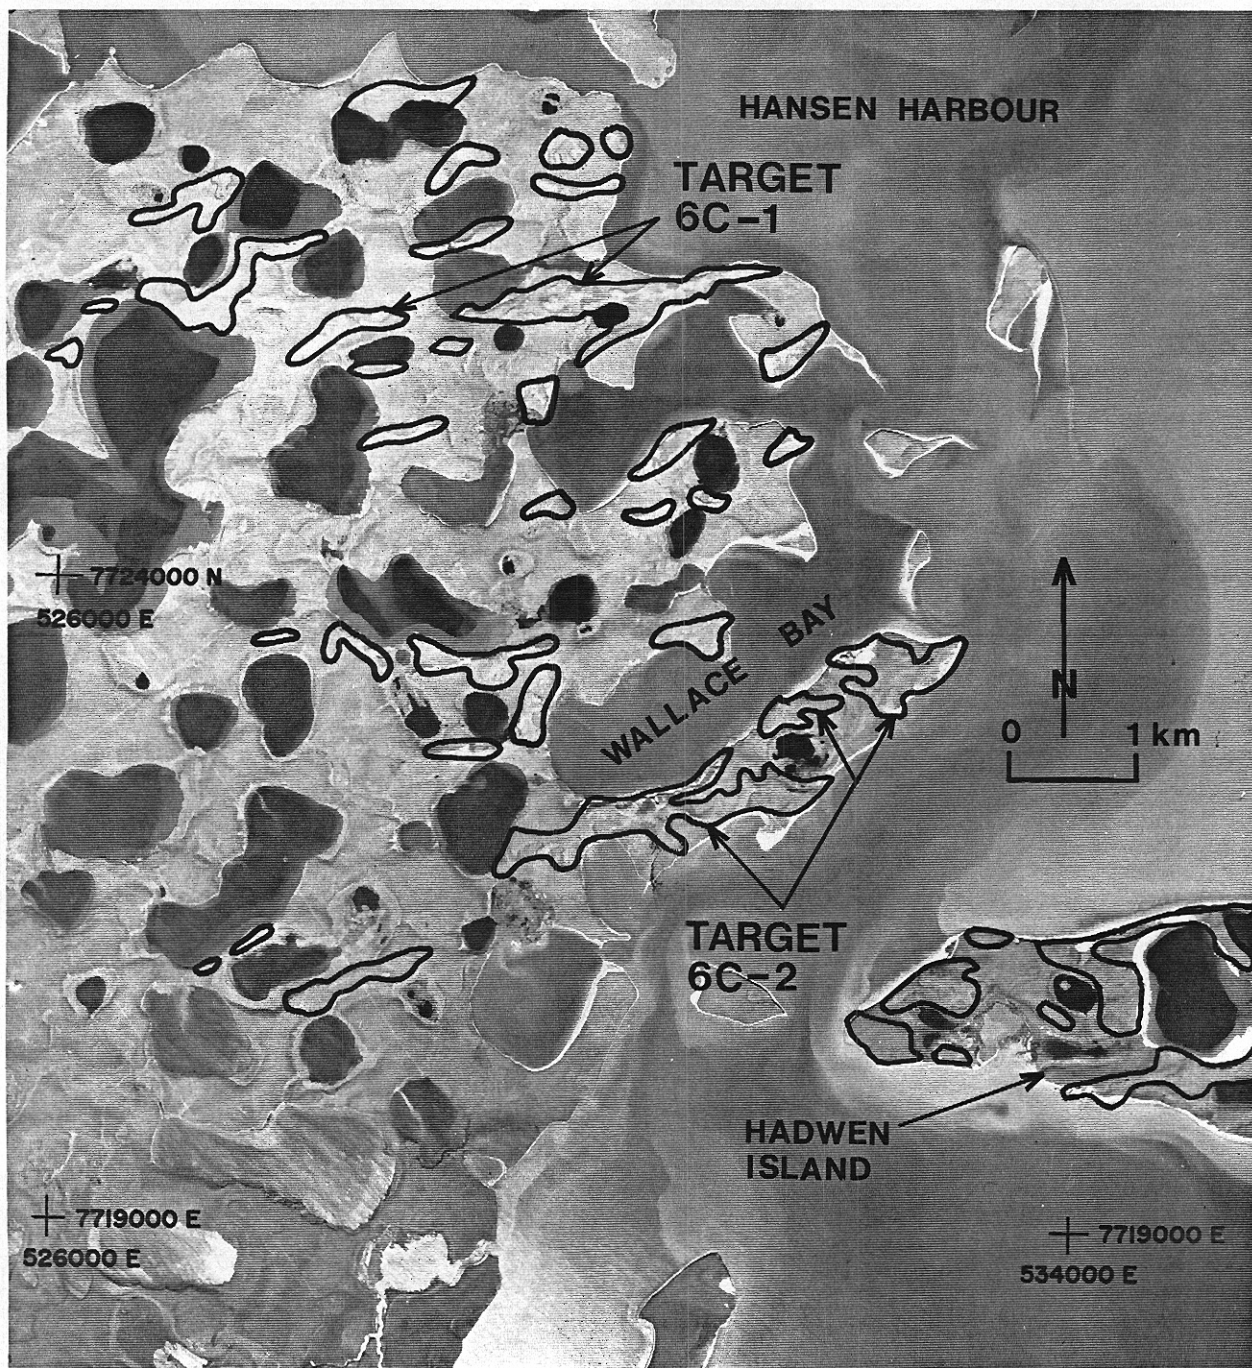 HANSEN HARBOUR
TARGET
6C-1
7724000 N
526000 E
WALLACE BAY
N
0 1 km
TARGET
6C-2
HADWEN
ISLAND
7719000 E
526000 E
7719000 E
534000 E